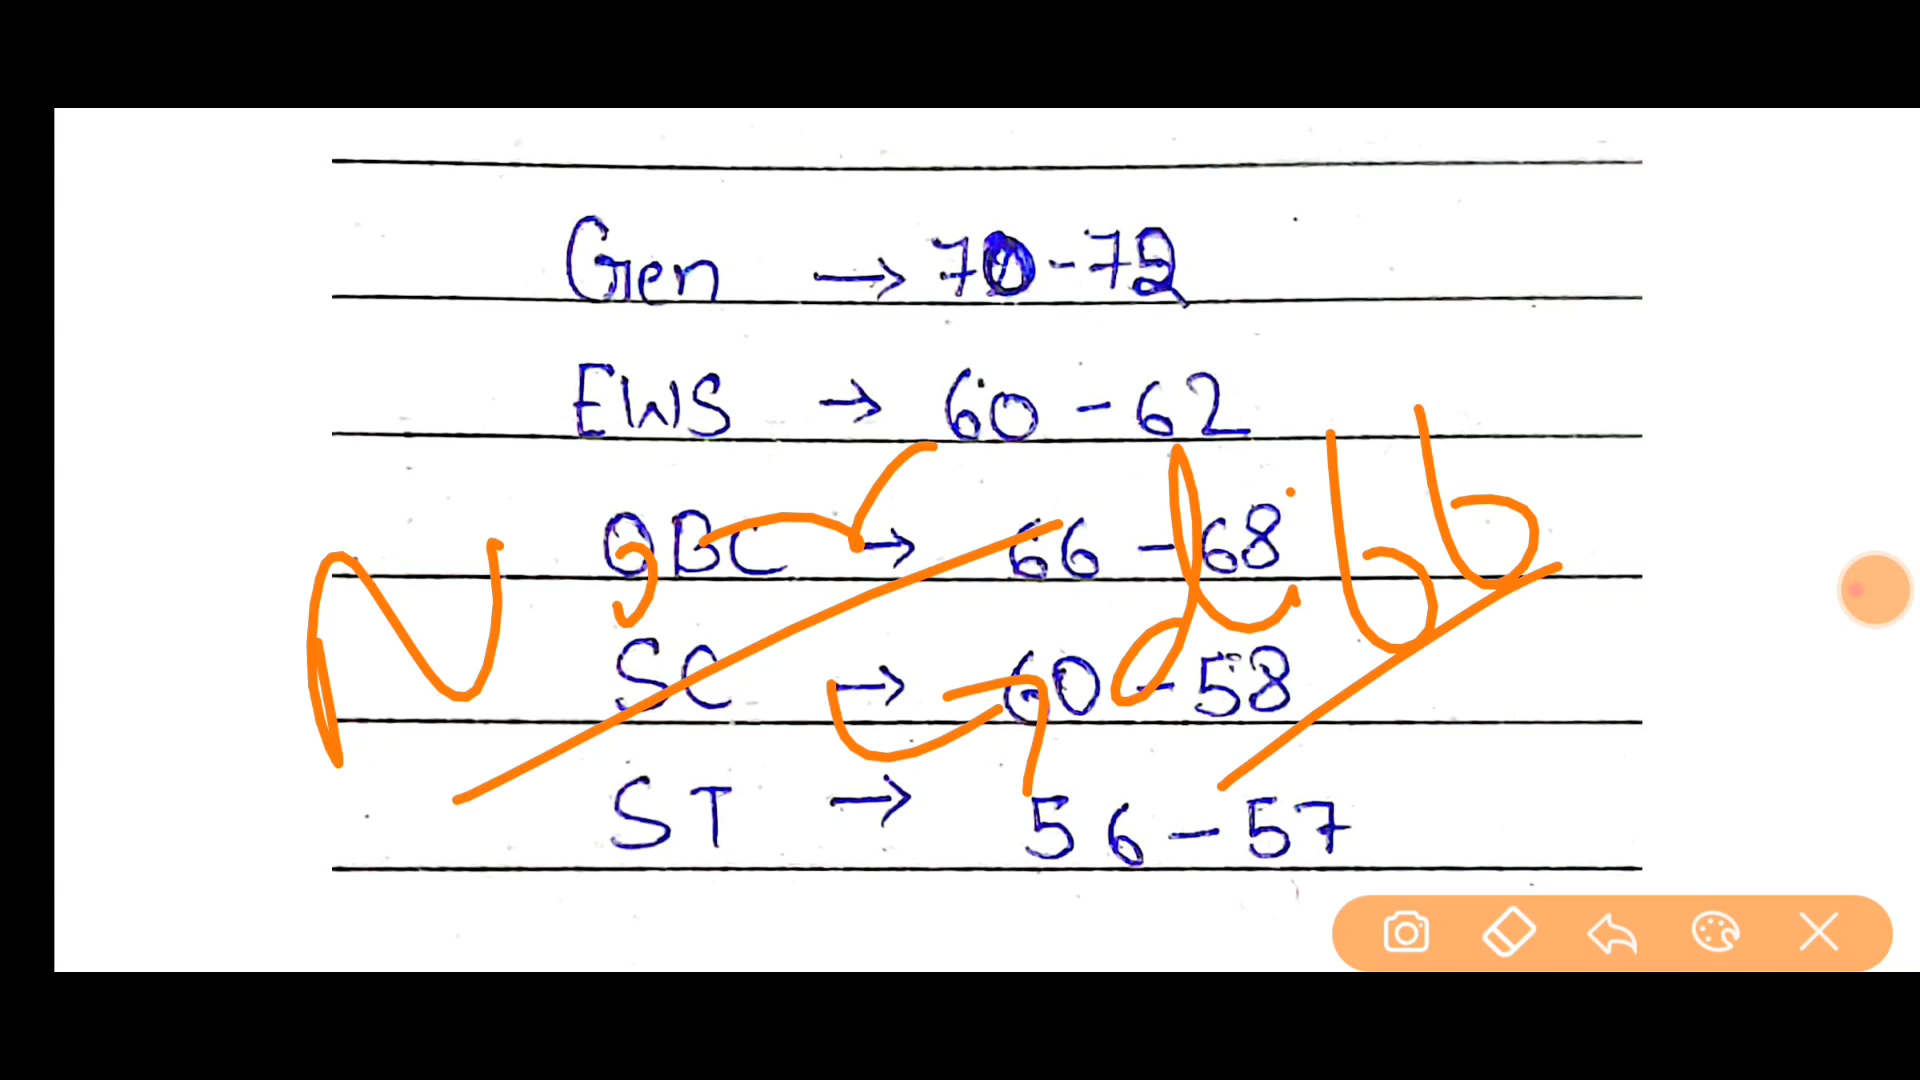 Gen → 70-72
EWS → 60-62
OBC → 66-68
SC → 60-58
ST → 56-57